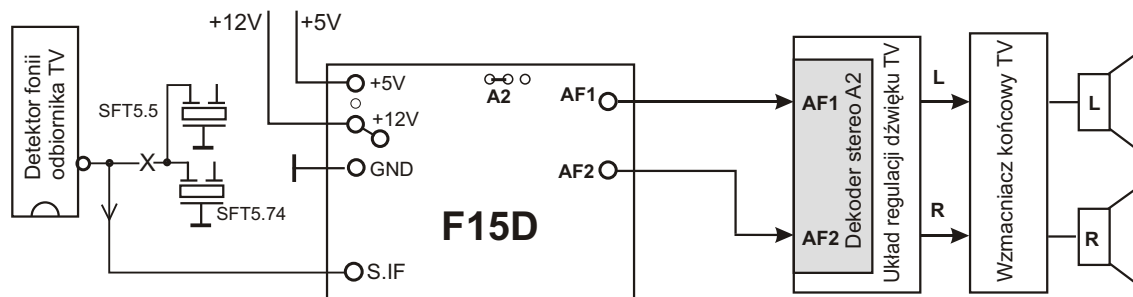 Detektor fonii
odbiornika TV
SFT5.5
SFT5.74
+12V
+5V
+5V
+12V
GND
S.IF
A2
F15D
AF1
AF2
AF1
AF2
Dekoder stereo A2
Układ regulacji dźwięku TV
L
R
Wzmacniacz końcowy TV
L
R
X